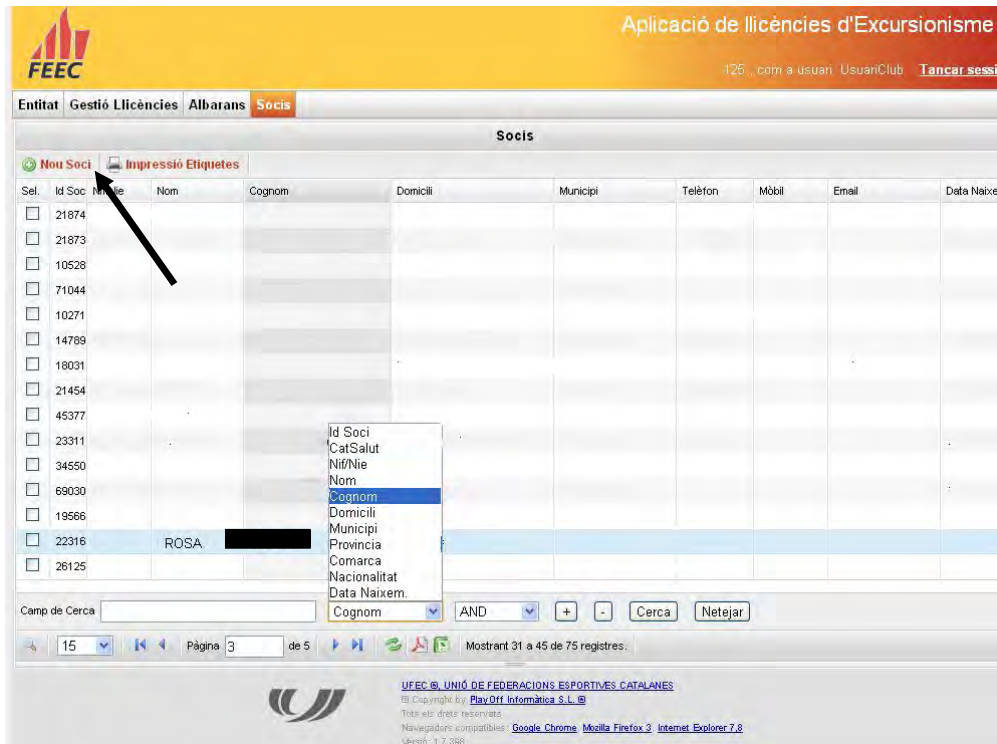 Aplicació de llicències d'Excursionisme
FEEC
126 , com a usuari UsuariClub Tancar sessi
Entitat Gestió Llicències Albarans Socis
Socis
Nou Soci Impressió Etiquetes
Sel. Id Soc Nom Cognom Domicili Municipi Telèfon Mòbil Email Data Naixe
21874
21873
10528
71044
10271
14789
18031
21454
45377
23311
34550
69030
19566
22316 ROSA
26125
Id Soci
CatSalut
Nif/Nie
Nom
Cognom
Domicili
Municipi
Provincia
Comarca
Nacionalitat
Data Naixem.
Camp de Cerca Cognom AND + - Cerca Netejar
15 Pàgina 3 de 5 Mostrant 31 a 45 de 75 registres.
UFEC ®, UNIÓ DE FEDERACIONS ESPORTIVES CATALANES
© Copyright by PlayOff Informàtica S.L. ®
Tots els drets reservats
Navegadors compatibles: Google Chrome, Mozilla Firefox 3, Internet Explorer 7,8
Versió: 1.7.398